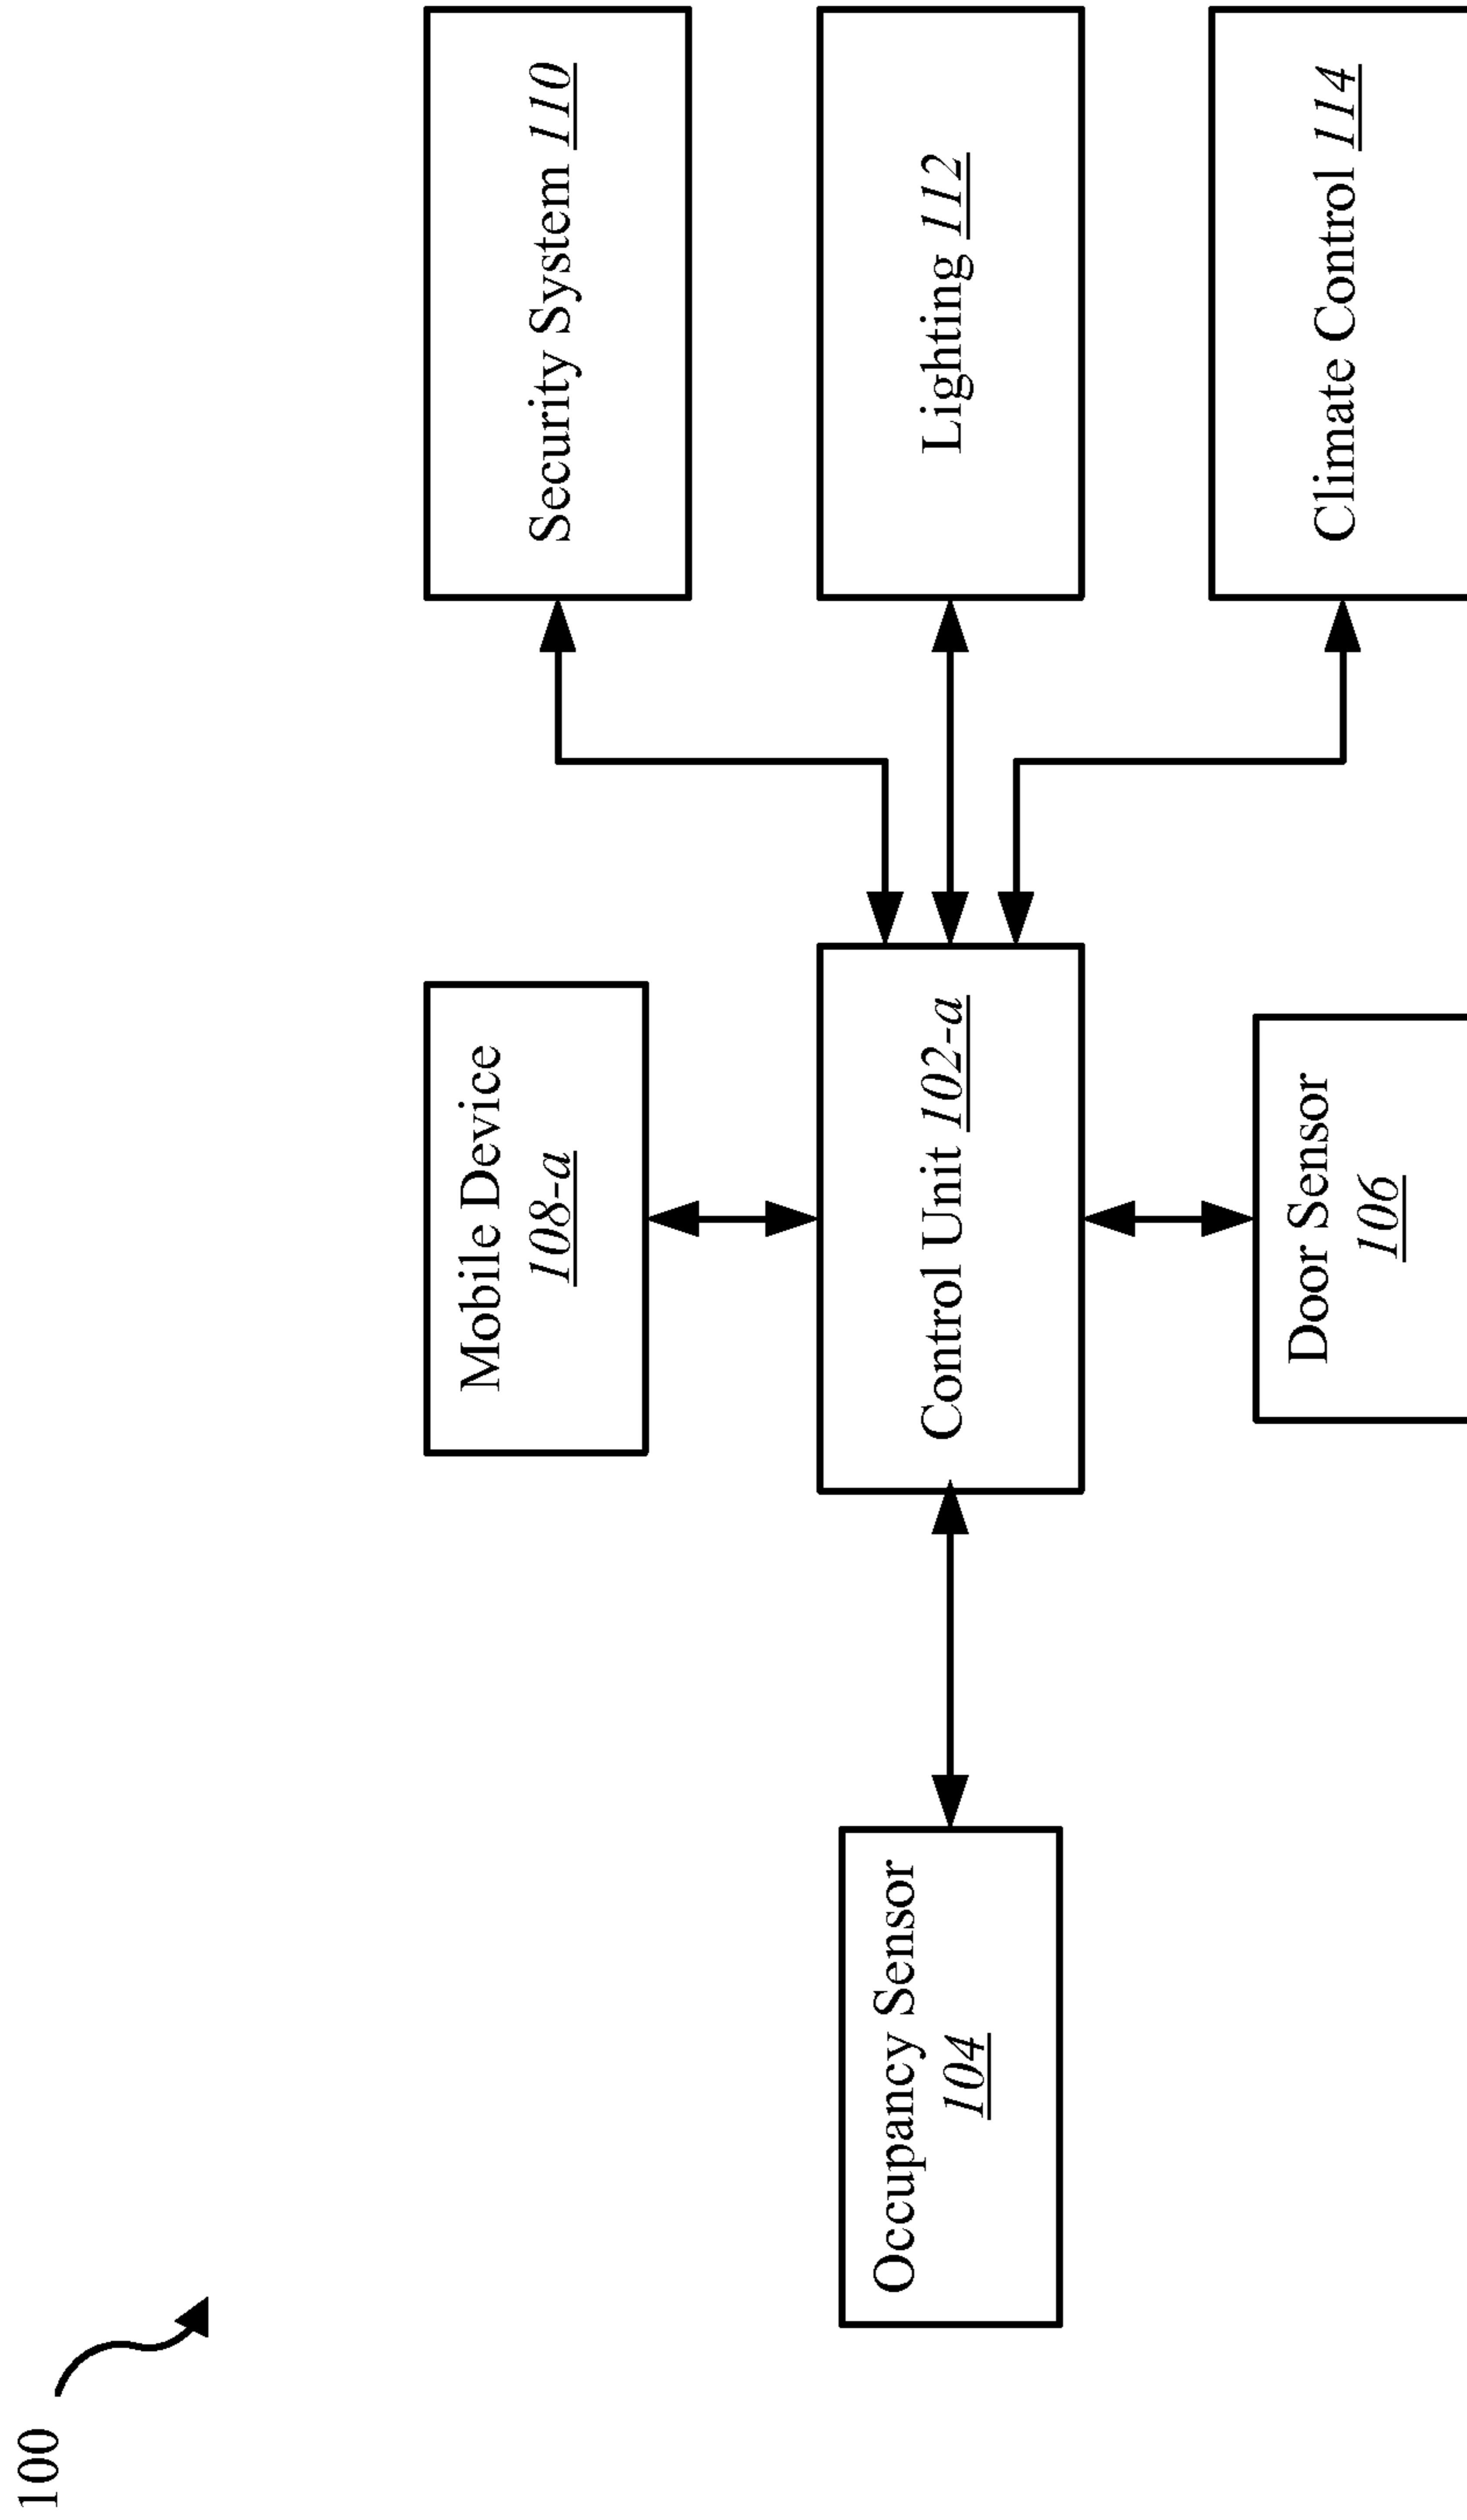 100
Mobile Device
108-a
Security System 110
Occupancy Sensor
104
Control Unit 102-a
Lighting 112
Door Sensor
106
Climate Control 114